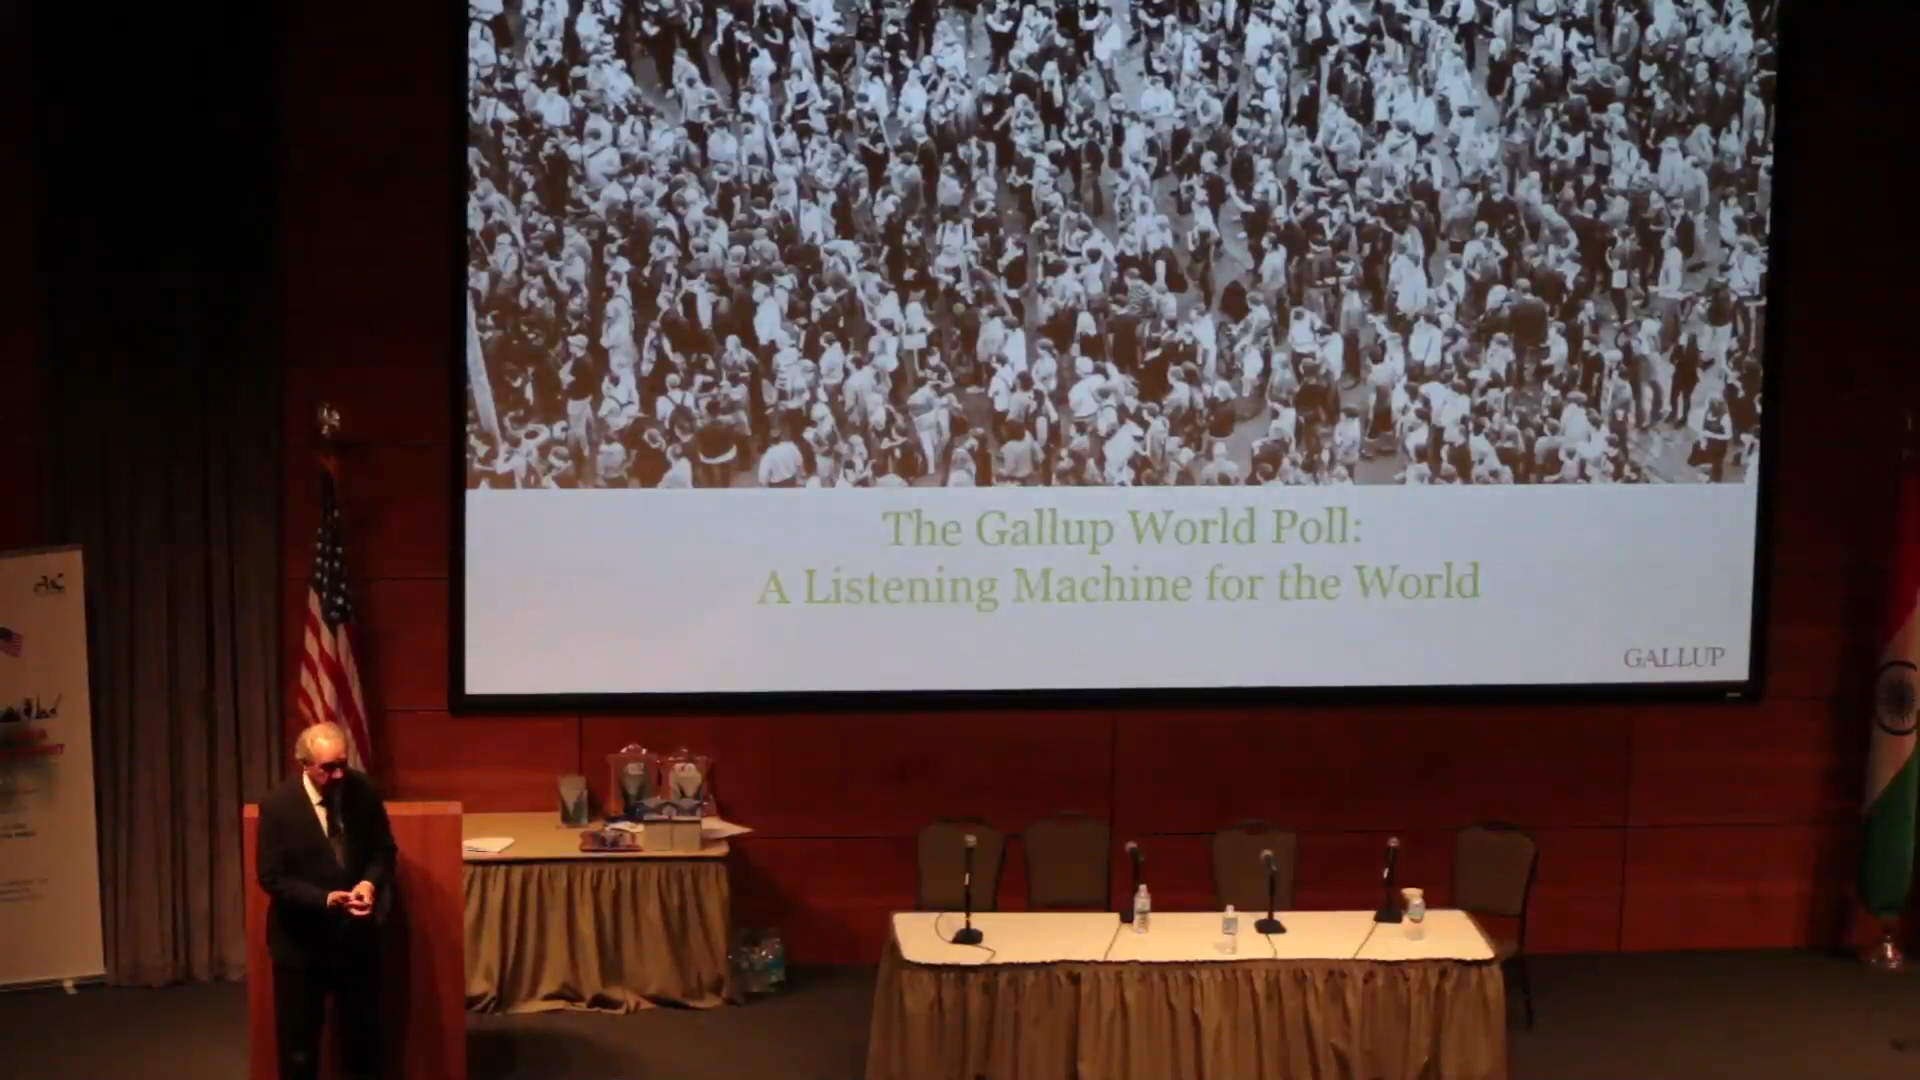 The Gallup World Poll:
A Listening Machine for the World
GALLUP